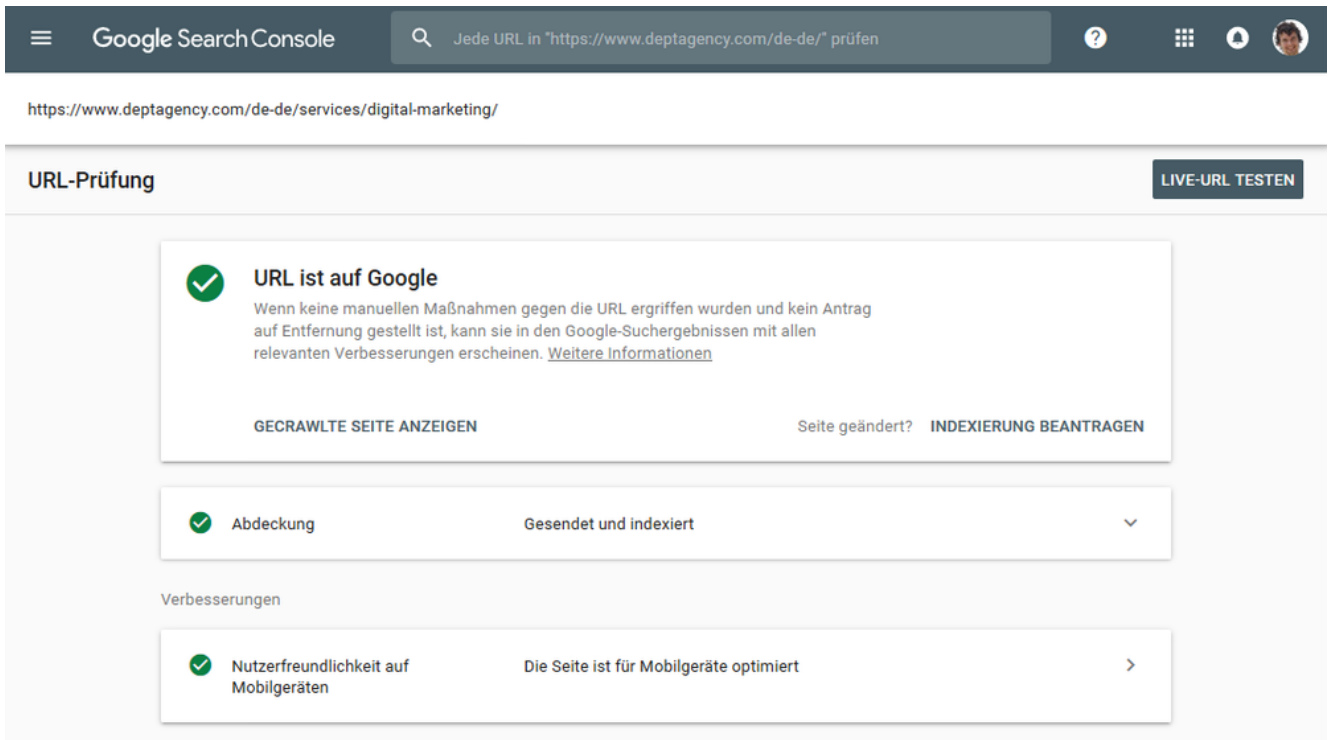 Google Search Console
Jede URL in "https://www.deptagency.com/de-de/" prüfen
https://www.deptagency.com/de-de/services/digital-marketing/
URL-Prüfung
LIVE-URL TESTEN
URL ist auf Google
Wenn keine manuellen Maßnahmen gegen die URL ergriffen wurden und kein Antrag
auf Entfernung gestellt ist, kann sie in den Google-Suchergebnissen mit allen
relevanten Verbesserungen erscheinen. Weitere Informationen
GECRAWLTE SEITE ANZEIGEN
Seite geändert? INDEXIERUNG BEANTRAGEN
Abdeckung
Gesendet und indexiert
Verbesserungen
Nutzerfreundlichkeit auf
Mobilgeräten
Die Seite ist für Mobilgeräte optimiert